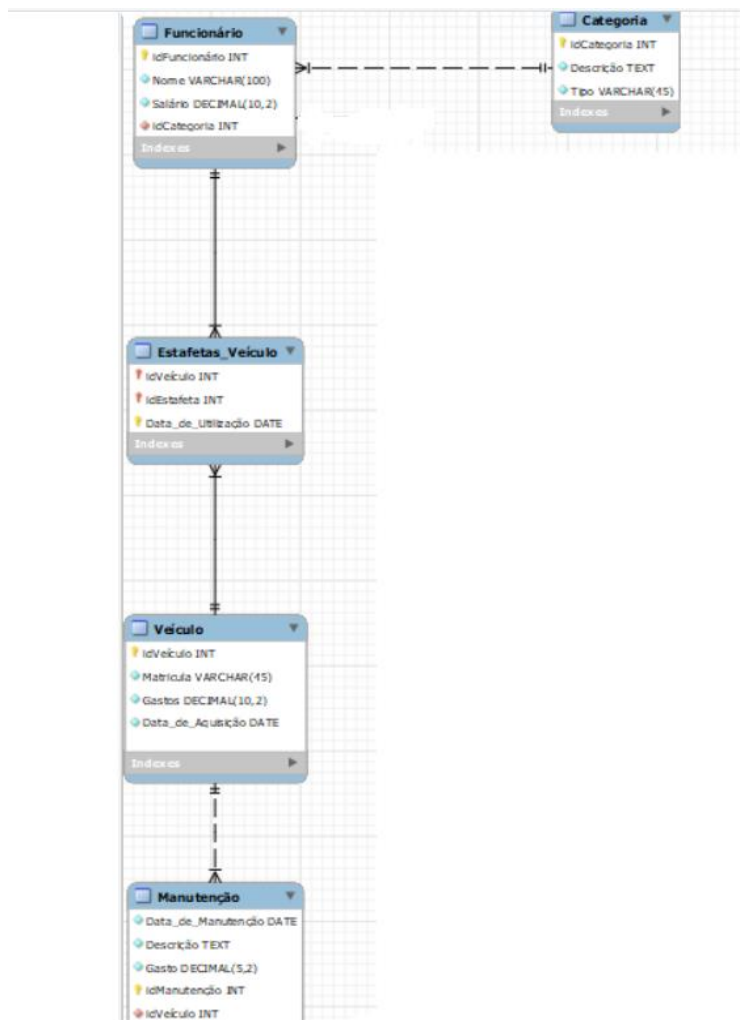 Funcionário
idFuncionário INT
Nome VARCHAR(100)
Salário DECIMAL(10,2)
idCategoria INT
Indexes
Categoria
idCategoria INT
Descrição TEXT
Tipo VARCHAR(45)
Indexes
Estafetas_Veículo
idVeículo INT
idEstafeta INT
Data_de_Utilização DATE
Indexes
Veículo
idVeículo INT
Matricula VARCHAR(45)
Gastos DECIMAL(10,2)
Data_de_Aquisição DATE
Indexes
Manutenção
Data_de_Manutenção DATE
Descrição TEXT
Gasto DECIMAL(5,2)
idManutenção INT
idVeículo INT